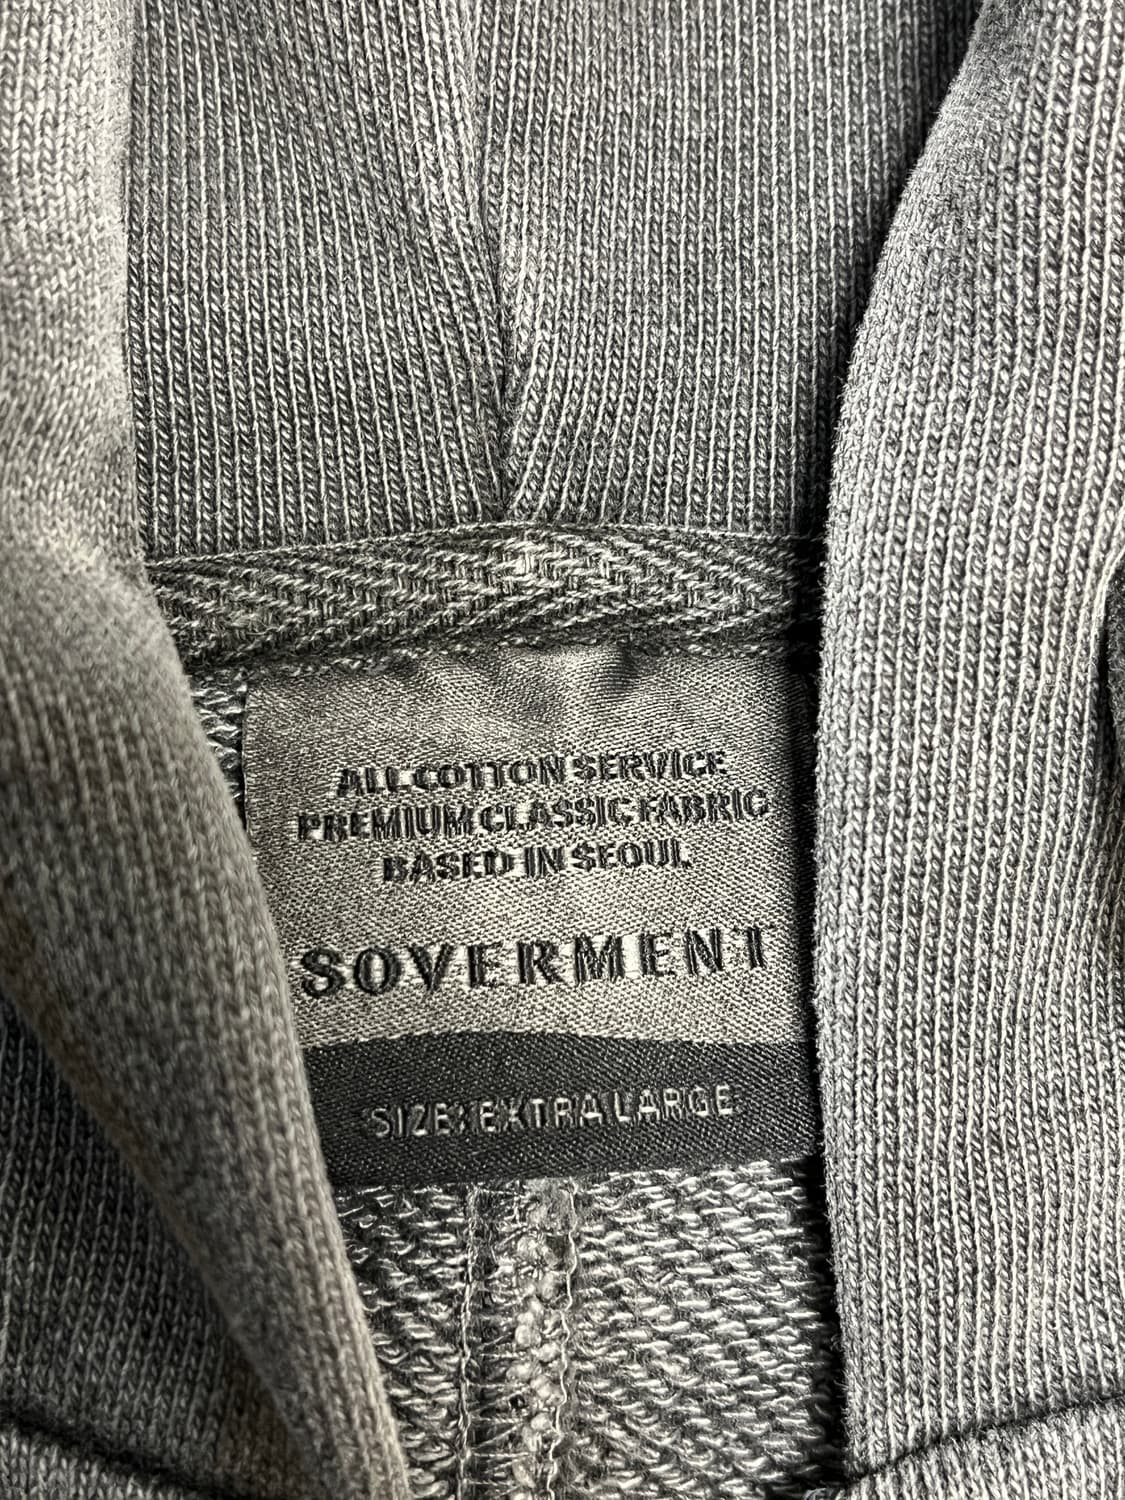 ALL COTTON SERVICE
PREMIUM CLASSIC FABRIC
BASED IN SEOUL.
SOVERMENT
SIZE: EXTRA LARGE